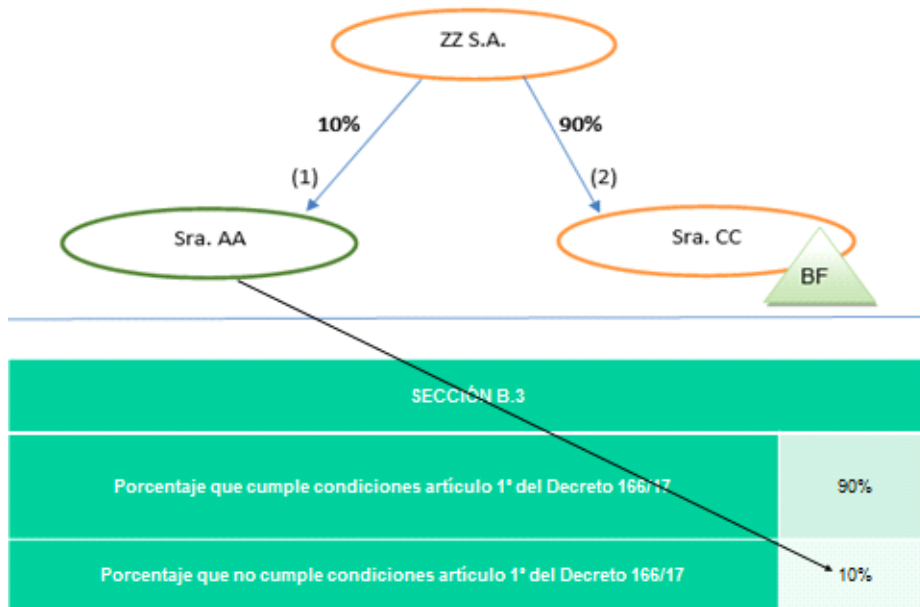 ZZ S.A.
10%
90%
(1)
(2)
Sra. AA
Sra. CC
BF
SECCIÓN B.3
Porcentaje que cumple condiciones artículo 1° del Decreto 166/17
90%
Porcentaje que no cumple condiciones artículo 1° del Decreto 166/17
10%